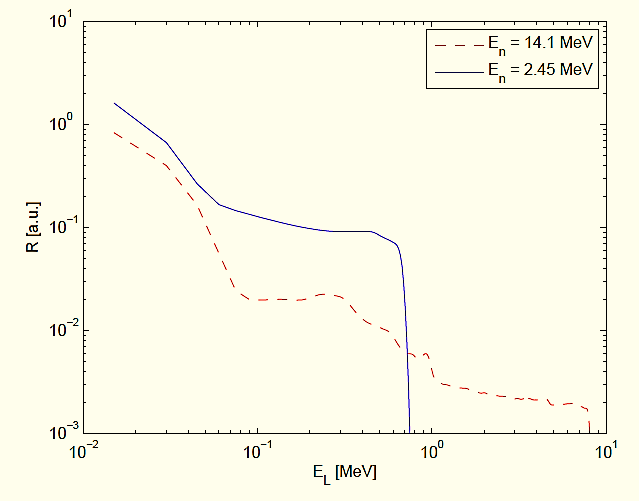 10^1
10^0
10^-1
10^-2
10^-3
R [a.u.]
E_n = 14.1 MeV
E_n = 2.45 MeV
10^-2 10^-1 10^0 10^1
E_L [MeV]